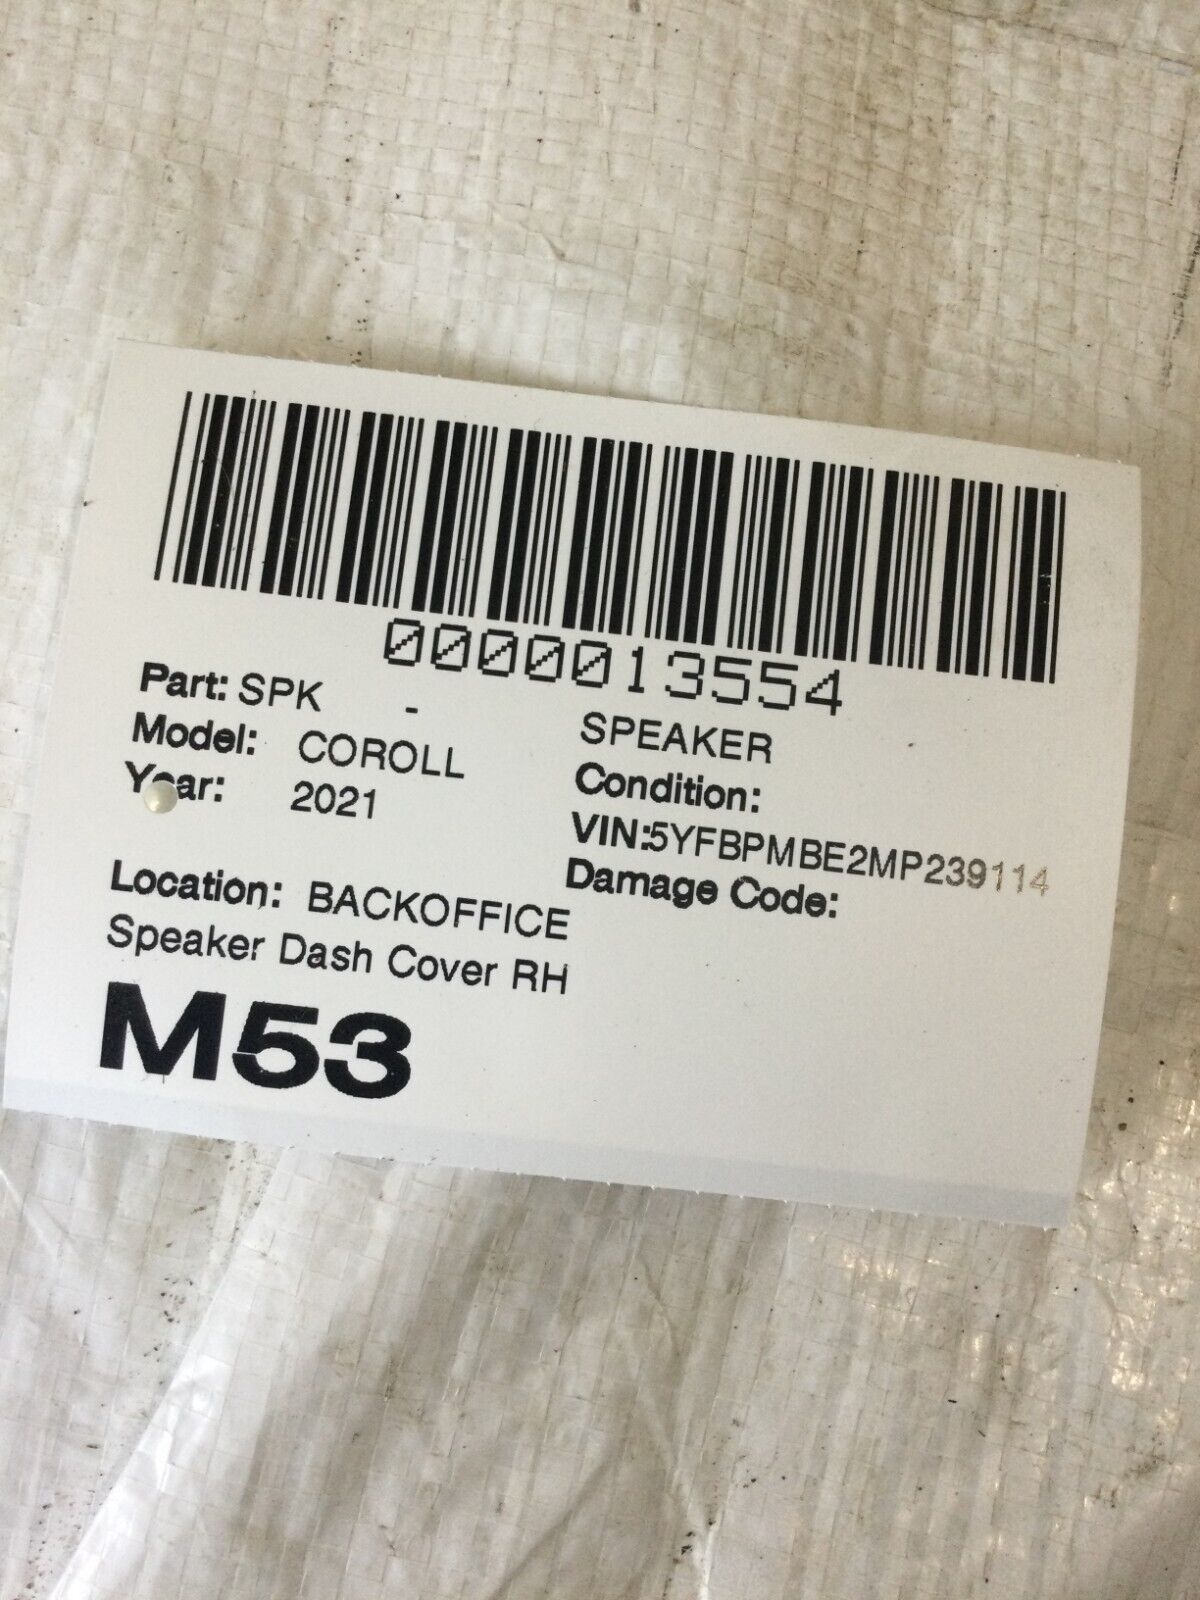 0000013554
Part: SPK - SPEAKER
Model: COROLL Condition:
Year: 2021 VIN:5YFBPMBE2MP239114
Damage Code:
Location: BACKOFFICE
Speaker Dash Cover RH
M53